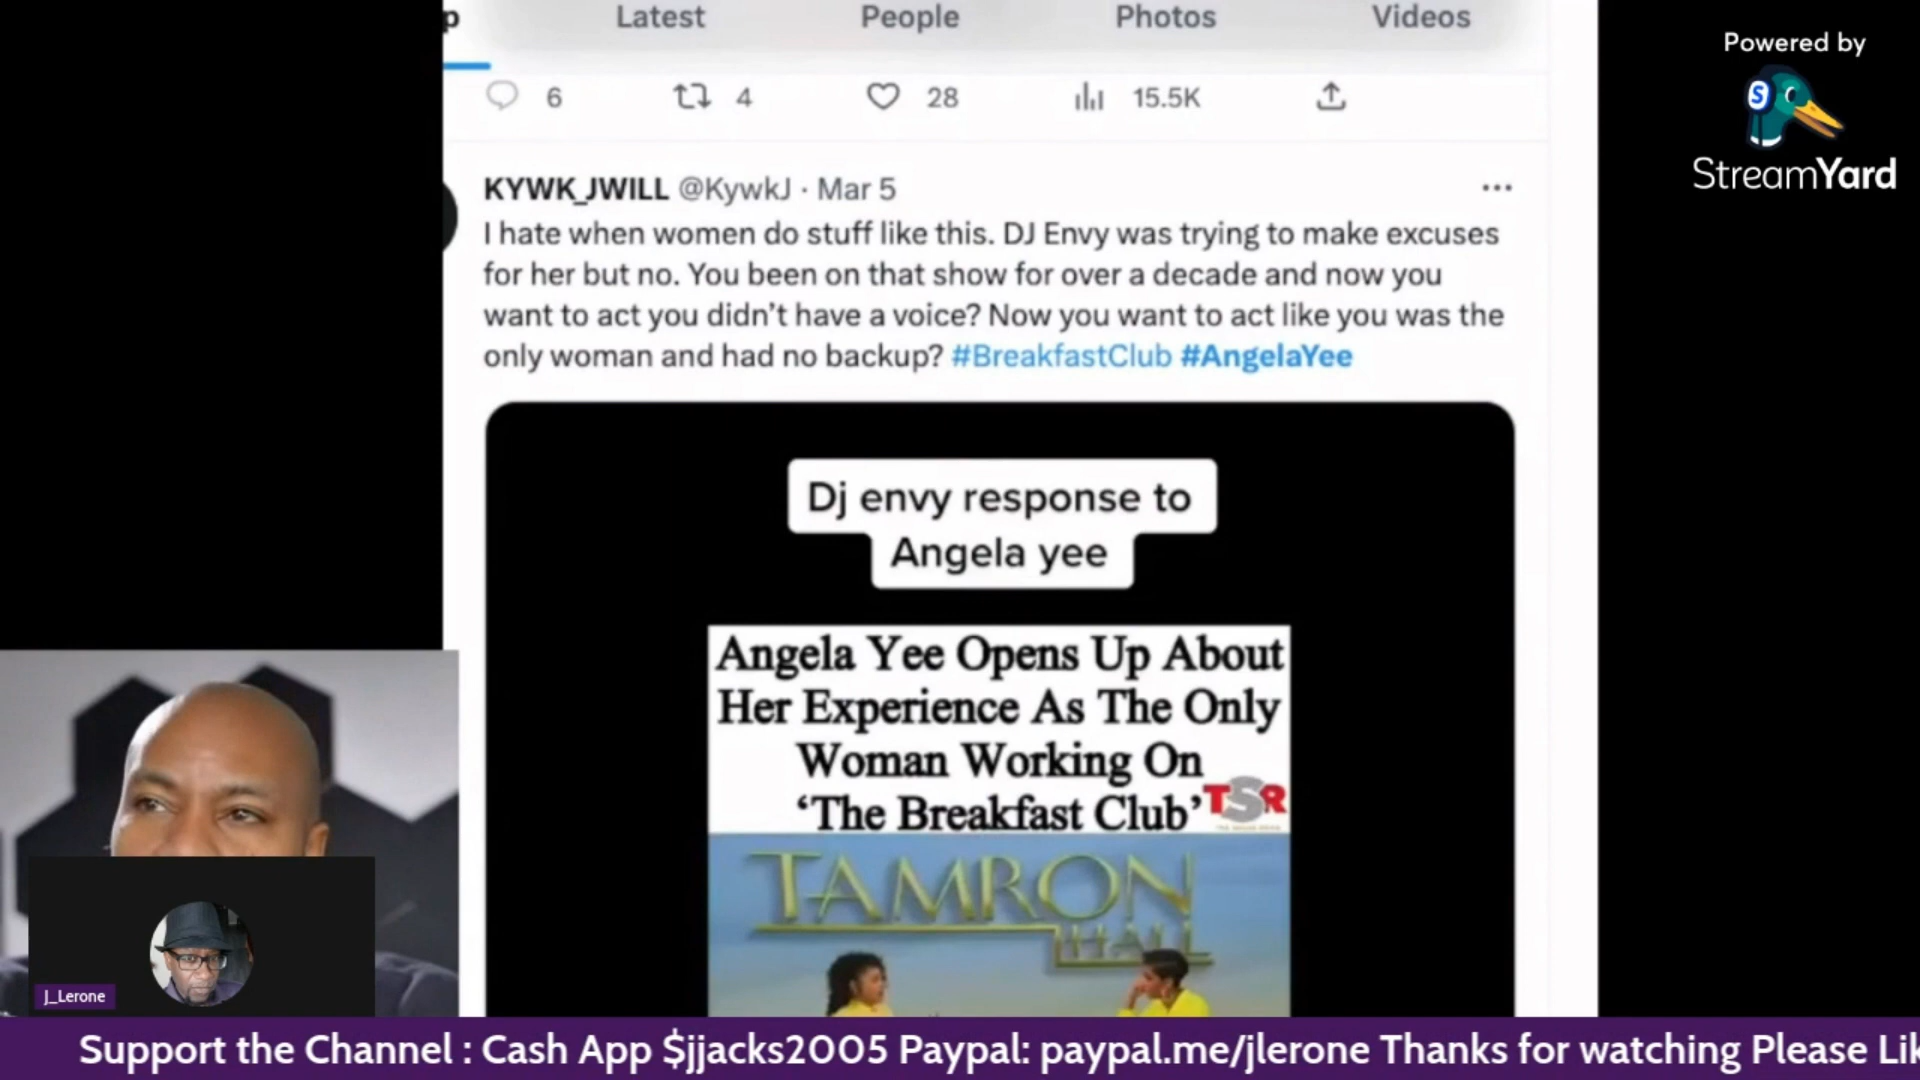 p Latest People Photos Videos
6 4 28 15.5K
KYWK_JWILL @KywkJ · Mar 5
I hate when women do stuff like this. DJ Envy was trying to make excuses
for her but no. You been on that show for over a decade and now you
want to act you didn’t have a voice? Now you want to act like you was the
only woman and had no backup? #BreakfastClub #AngelaYee
Dj envy response to
Angela yee
Angela Yee Opens Up About
Her Experience As The Only
Woman Working On
‘The Breakfast Club’
TSR
TAMRON
HALL
Powered by
S
StreamYard
J_Lerone
Support the Channel : Cash App $jjacks2005 Paypal: paypal.me/jlerone Thanks for watching Please Lik